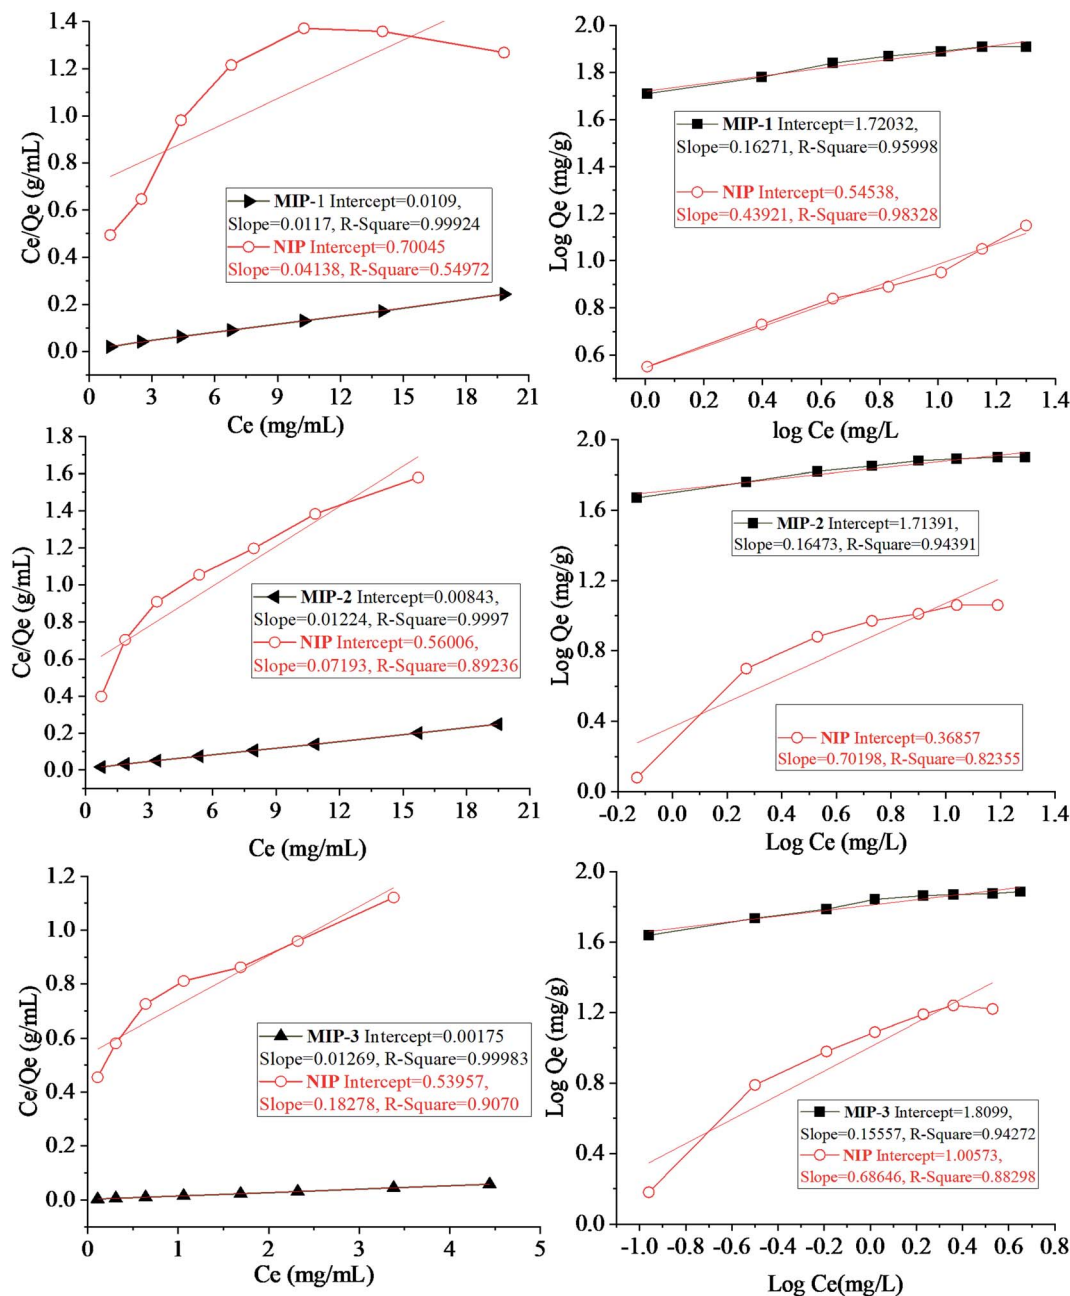 1.4
1.2
1.0
0.8
0.6
0.4
0.2
0.0
Ce/Qe (g/mL)
MIP-1 Intercept=0.0109,
Slope=0.0117, R-Square=0.99924
NIP Intercept=0.70045
Slope=0.04138, R-Square=0.54972
0 3 6 9 12 15 18 21
Ce (mg/mL)
2.0
1.8
1.6
1.4
1.2
1.0
0.8
0.6
Log Qe (mg/g)
MIP-1 Intercept=1.72032,
Slope=0.16271, R-Square=0.95998
NIP Intercept=0.54538,
Slope=0.43921, R-Square=0.98328
0.0 0.2 0.4 0.6 0.8 1.0 1.2 1.4
log Ce (mg/L
1.8
1.6
1.4
1.2
1.0
0.8
0.6
0.4
0.2
0.0
Ce/Qe (g/mL)
MIP-2 Intercept=0.00843,
Slope=0.01224, R-Square=0.9997
NIP Intercept=0.56006,
Slope=0.07193, R-Square=0.89236
0 3 6 9 12 15 18 21
Ce (mg/mL)
2.0
1.6
1.2
0.8
0.4
0.0
Log Qe (mg/g)
MIP-2 Intercept=1.71391,
Slope=0.16473, R-Square=0.94391
NIP Intercept=0.36857
Slope=0.70198, R-Square=0.82355
-0.2 0.0 0.2 0.4 0.6 0.8 1.0 1.2 1.4
Log Ce (mg/L)
1.2
1.0
0.8
0.6
0.4
0.2
0.0
Ce/Qe (g/mL)
MIP-3 Intercept=0.00175
Slope=0.01269, R-Square=0.99983
NIP Intercept=0.53957,
Slope=0.18278, R-Square=0.9070
0 1 2 3 4 5
Ce (mg/mL)
2.0
1.6
1.2
0.8
0.4
0.0
Log Qe (mg/g)
MIP-3 Intercept=1.8099,
Slope=0.15557, R-Square=0.94272
NIP Intercept=1.00573,
Slope=0.68646, R-Square=0.88298
-1.0 -0.8 -0.6 -0.4 -0.2 0.0 0.2 0.4 0.6 0.8
Log Ce(mg/L)